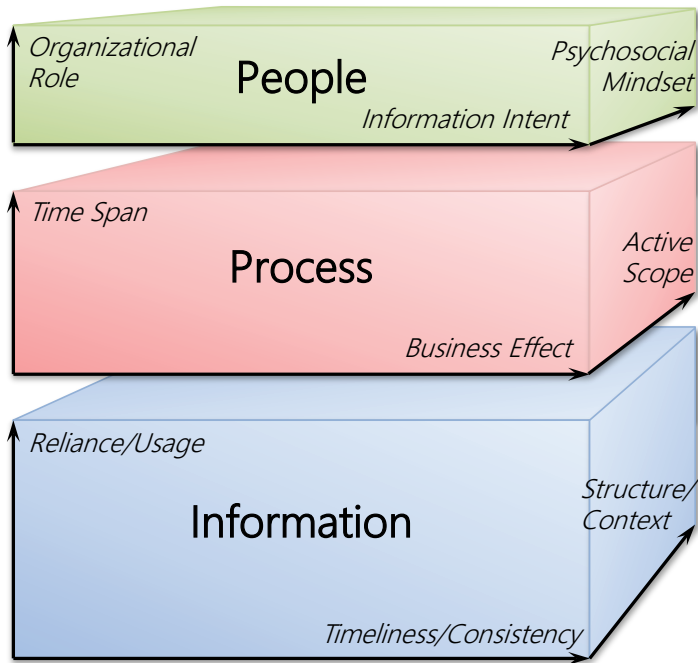 Organizational
Role
People
Psychosocial
Mindset
Information Intent
Time Span
Process
Active
Scope
Business Effect
Reliance/Usage
Information
Structure/
Context
Timeliness/Consistency